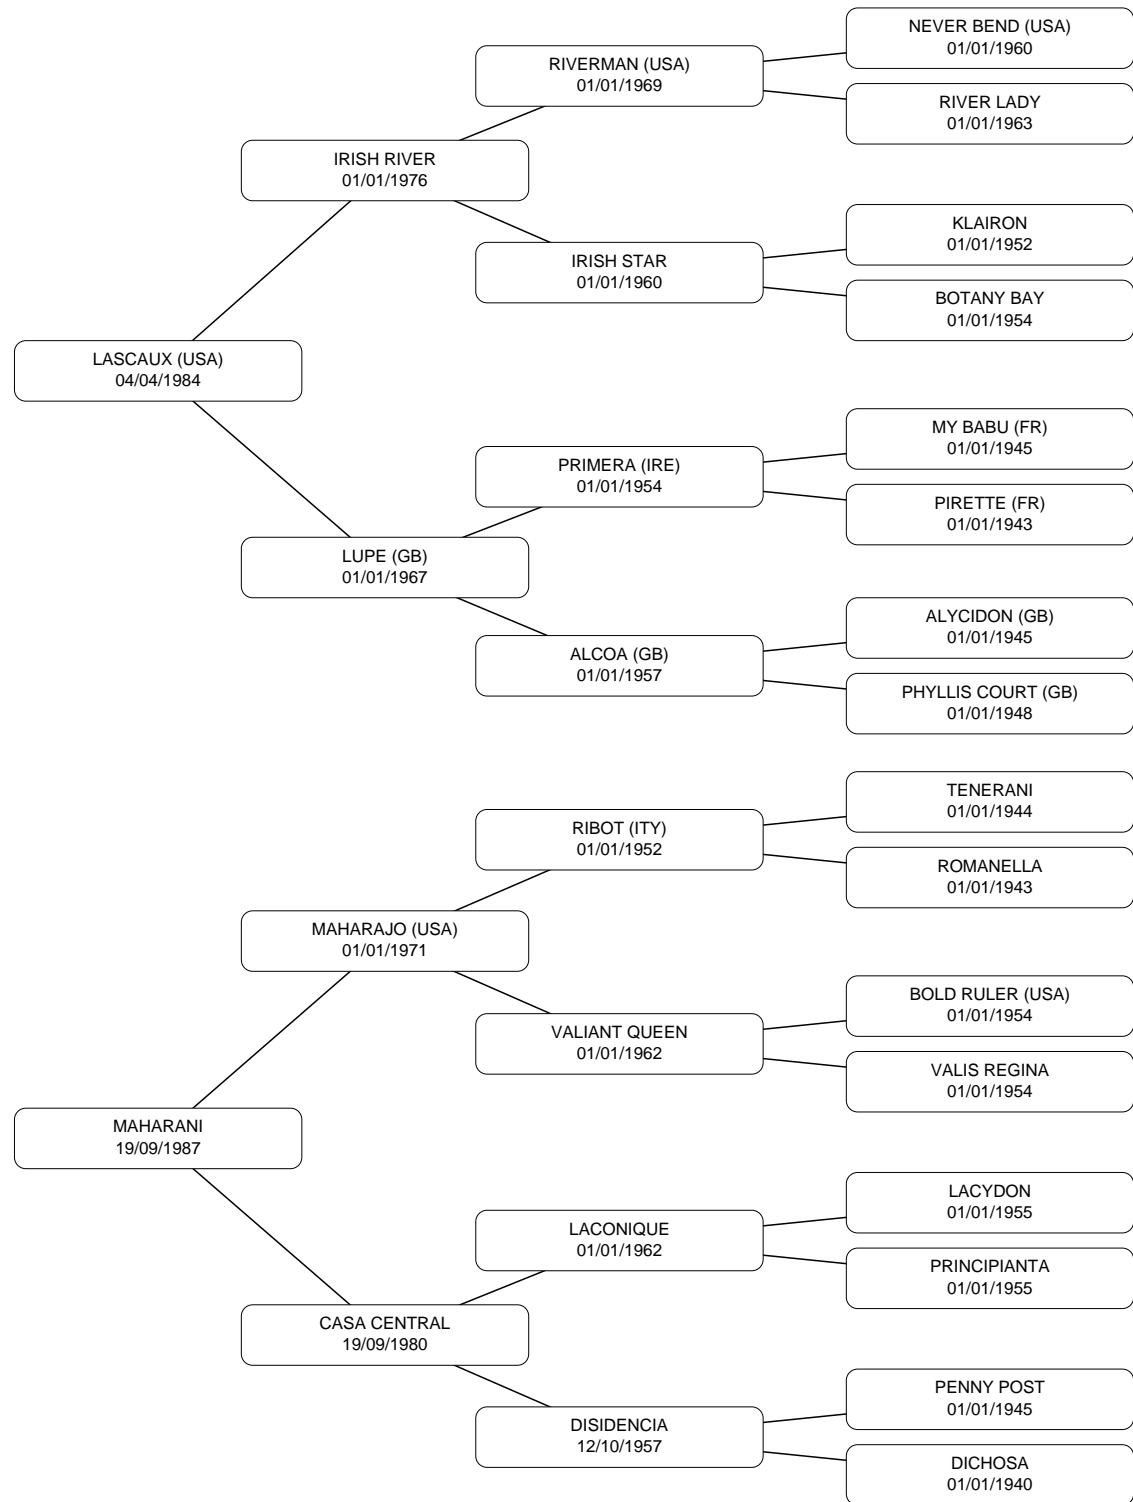 NEVER BEND (USA)
01/01/1960
RIVERMAN (USA)
01/01/1969
RIVER LADY
01/01/1963
IRISH RIVER
01/01/1976
KLAIRON
01/01/1952
IRISH STAR
01/01/1960
BOTANY BAY
01/01/1954
LASCAUX (USA)
04/04/1984
MY BABU (FR)
01/01/1945
PRIMERA (IRE)
01/01/1954
PIRETTE (FR)
01/01/1943
LUPE (GB)
01/01/1967
ALYCIDON (GB)
01/01/1945
ALCOA (GB)
01/01/1957
PHYLLIS COURT (GB)
01/01/1948
TENERANI
01/01/1944
RIBOT (ITY)
01/01/1952
ROMANELLA
01/01/1943
MAHARAJO (USA)
01/01/1971
BOLD RULER (USA)
01/01/1954
VALIANT QUEEN
01/01/1962
VALIS REGINA
01/01/1954
MAHARANI
19/09/1987
LACYDON
01/01/1955
LACONIQUE
01/01/1962
PRINCIPIANTA
01/01/1955
CASA CENTRAL
19/09/1980
PENNY POST
01/01/1945
DISIDENCIA
12/10/1957
DICHOSA
01/01/1940